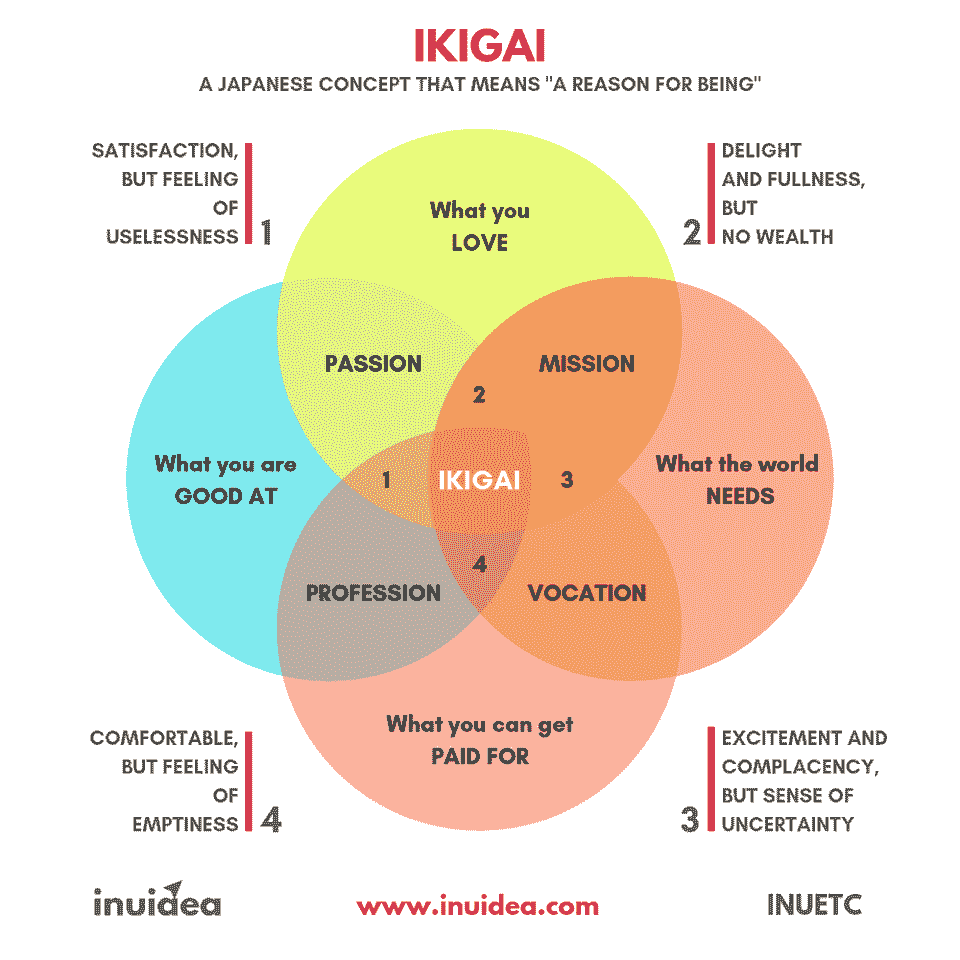 IKIGAI
A JAPANESE CONCEPT THAT MEANS "A REASON FOR BEING"
SATISFACTION,
BUT FEELING
OF
USELESSNESS
1
2
DELIGHT
AND FULLNESS,
BUT
NO WEALTH
What you
LOVE
PASSION
MISSION
2
What you are
GOOD AT
1
IKIGAI
3
What the world
NEEDS
4
PROFESSION
VOCATION
What you can get
PAID FOR
COMFORTABLE,
BUT FEELING
OF
EMPTINESS
4
3
EXCITEMENT AND
COMPLACENCY,
BUT SENSE OF
UNCERTAINTY
inuidea
www.inuidea.com
INUETC